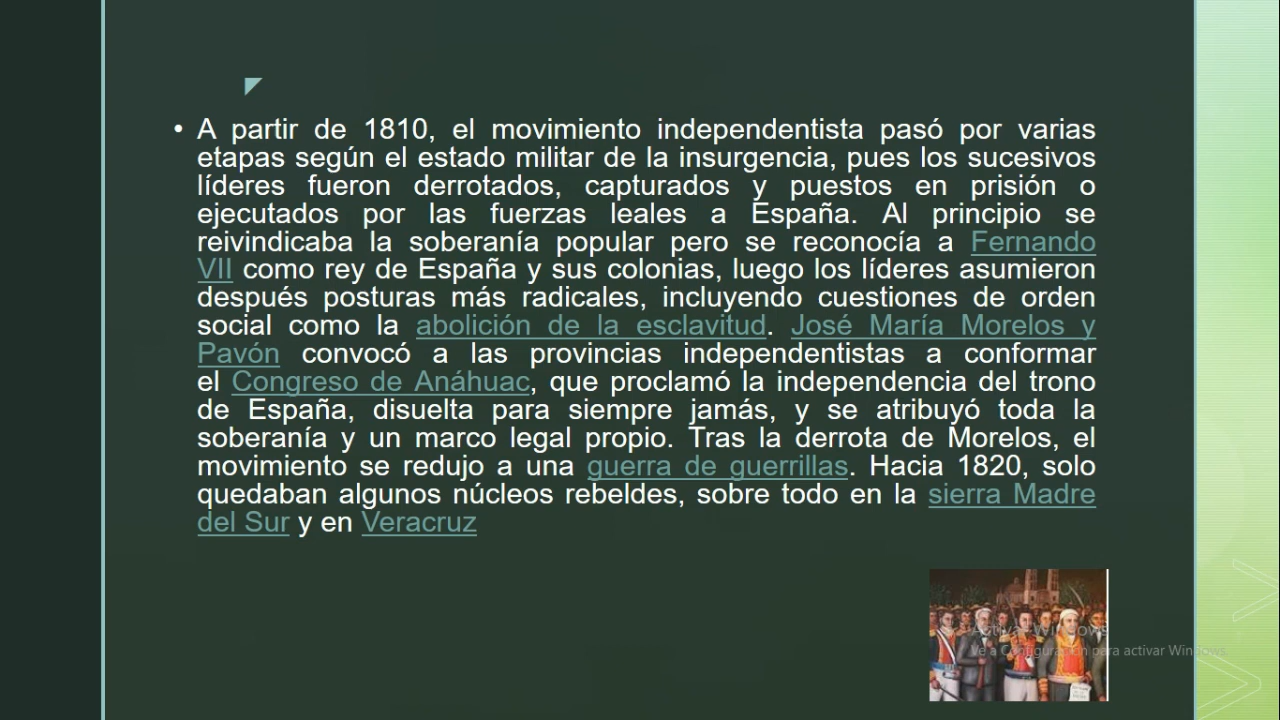 • A partir de 1810, el movimiento independentista pasó por varias
etapas según el estado militar de la insurgencia, pues los sucesivos
líderes fueron derrotados, capturados y puestos en prisión o
ejecutados por las fuerzas leales a España. Al principio se
reivindicaba la soberanía popular pero se reconocía a Fernando
VII como rey de España y sus colonias, luego los líderes asumieron
después posturas más radicales, incluyendo cuestiones de orden
social como la abolición de la esclavitud. José María Morelos y
Pavón convocó a las provincias independentistas a conformar
el Congreso de Anáhuac, que proclamó la independencia del trono
de España, disuelta para siempre jamás, y se atribuyó toda la
soberanía y un marco legal propio. Tras la derrota de Morelos, el
movimiento se redujo a una guerra de guerrillas. Hacia 1820, solo
quedaban algunos núcleos rebeldes, sobre todo en la sierra Madre
del Sur y en Veracruz
Activar Windows
Ve a Configuración para activar Windows.